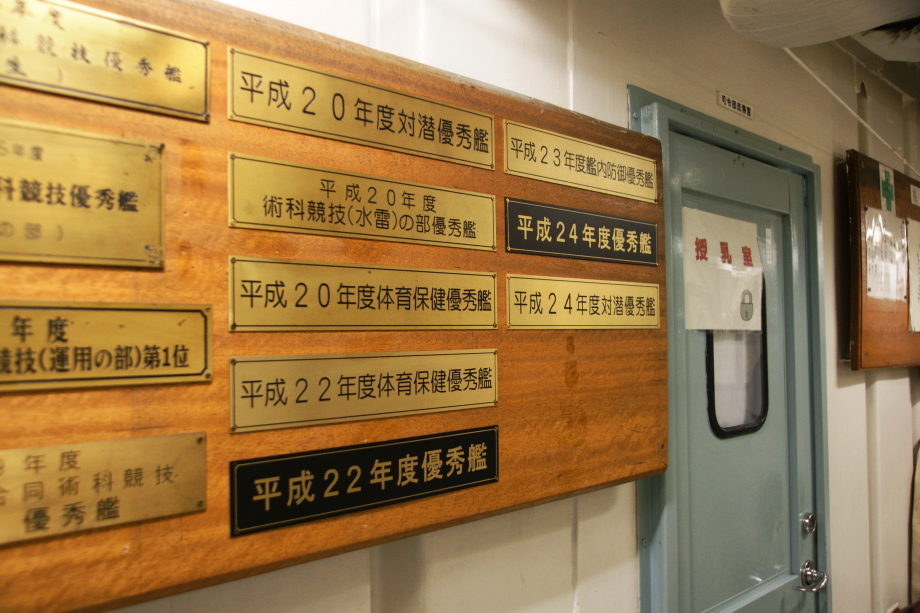 科競技優秀艦
生 )
5年度
科競技優秀艦
の部 )
年度
競技(運用の部)第1位
年度
合同術科競技
優秀艦
平成20年度対潜優秀艦
平成20年度
術科競技(水雷)の部優秀艦
平成20年度体育保健優秀艦
平成22年度体育保健優秀艦
平成22年度優秀艦
平成23年度艦内防御優秀艦
平成24年度優秀艦
平成24年度対潜優秀艦
授乳室